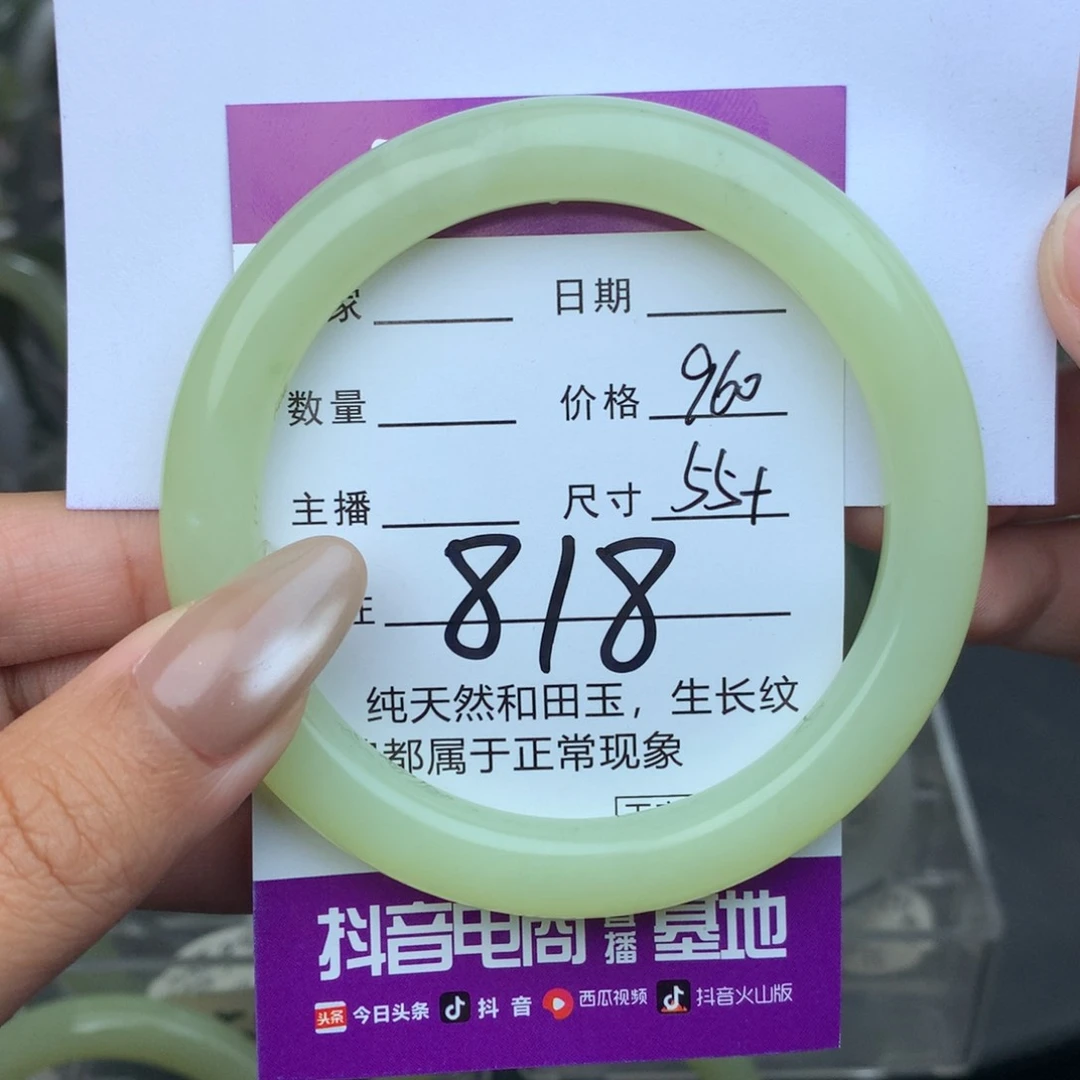 家 日期
数量 价格 960
主播 尺寸 55+
注 818
纯天然和田玉，生长纹
都属于正常现象
抖音电商 直播 基地
头条 今日头条 抖音 西瓜视频 抖音火山版